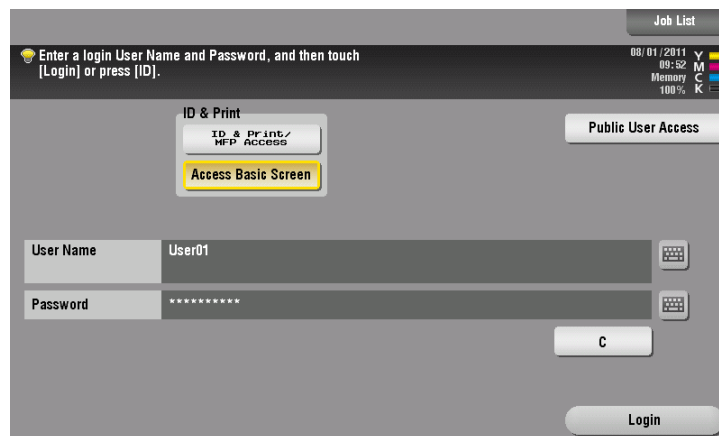 Job List
Enter a login User Name and Password, and then touch
[Login] or press [ID].
08/01/2011
09:52
Memory
100%
Y
M
C
K
ID & Print
ID & Print/
MFP Access
Access Basic Screen
Public User Access
User Name
User01
Password
**********
C
Login